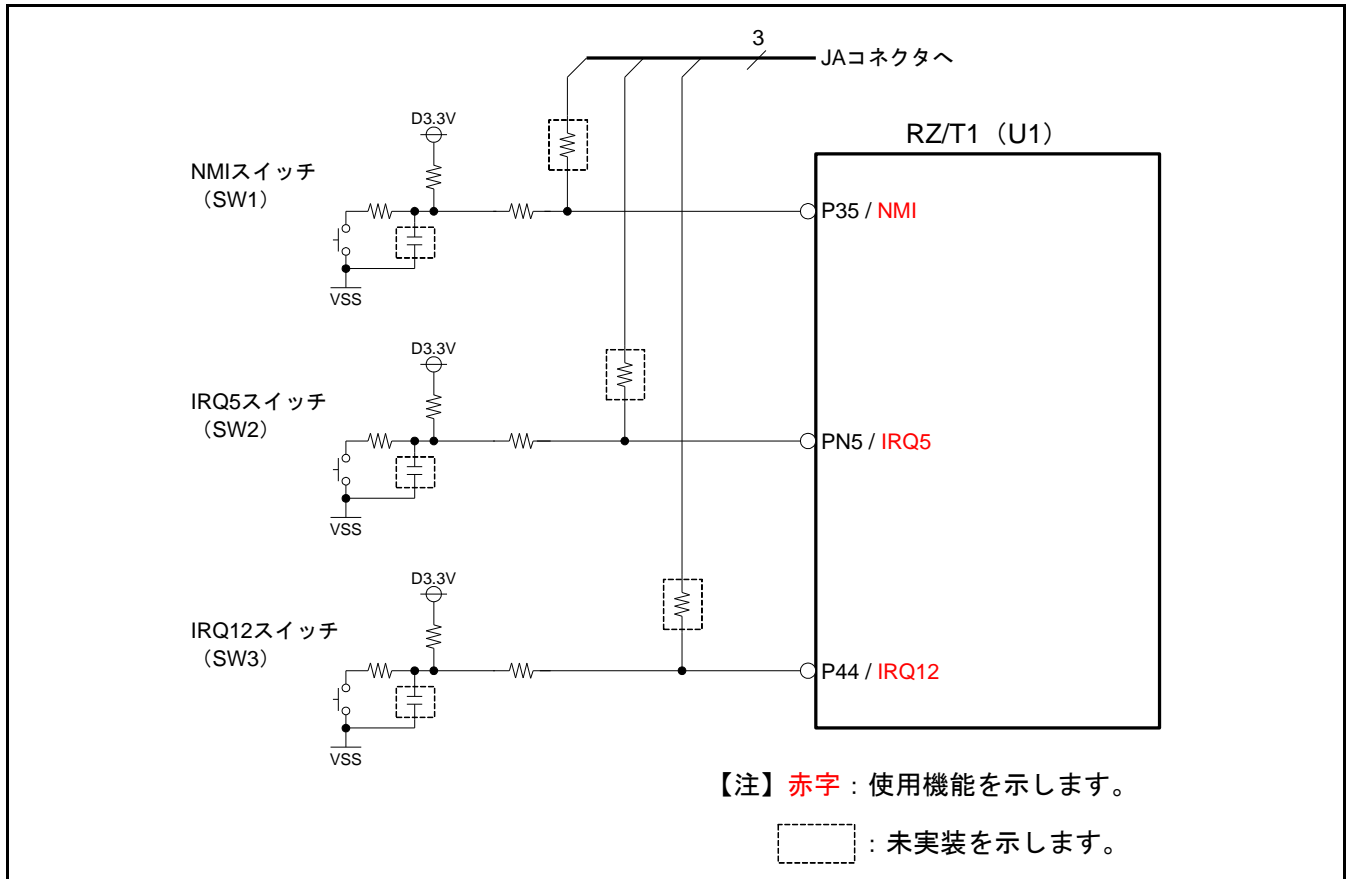 3
JAコネクタへ
RZ/T1（U1）
D3.3V
NMIスイッチ
（SW1）
P35 / NMI
VSS
D3.3V
IRQ5スイッチ
（SW2）
PN5 / IRQ5
VSS
D3.3V
IRQ12スイッチ
（SW3）
P44 / IRQ12
VSS
【注】赤字：使用機能を示します。
：未実装を示します。